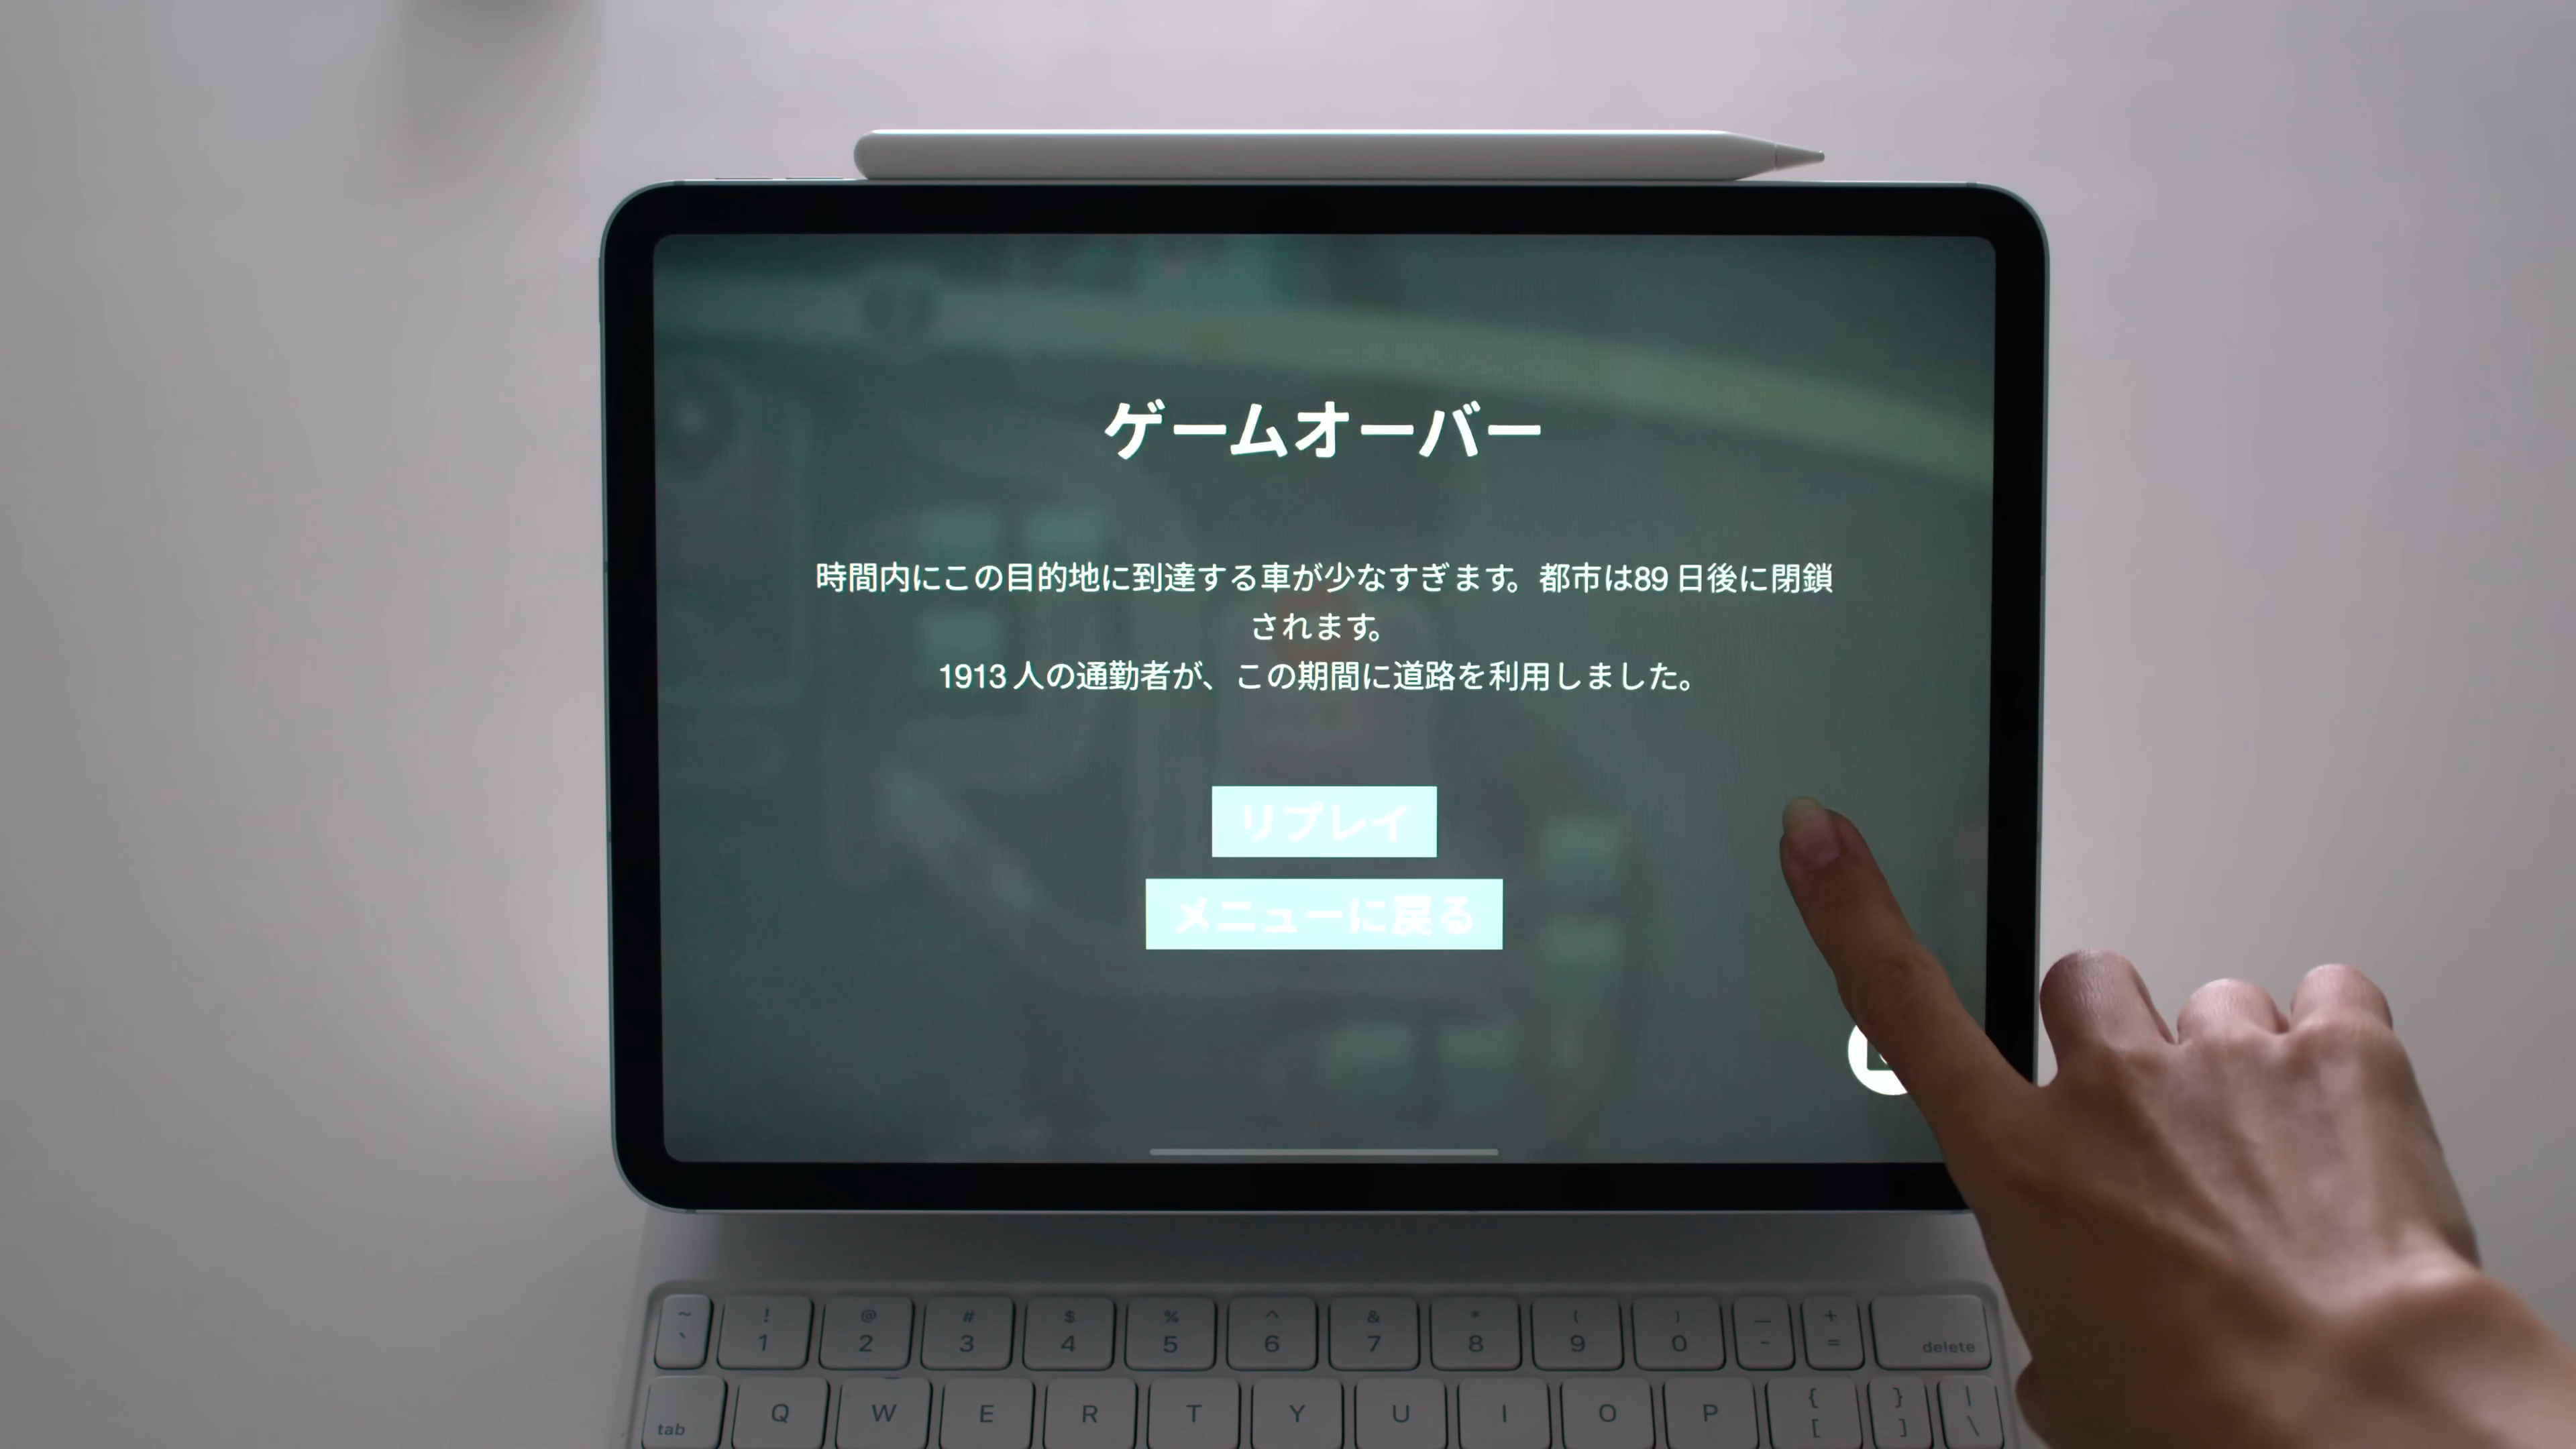 ゲームオーバー
時間内にこの目的地に到達する車が少なすぎます。都市は89 日後に閉鎖
されます。
1913 人の通勤者が、この期間に道路を利用しました。
リプレイ
メニューに戻る
~ ! @ # $ % ^ & * ( ) — +
` 1 2 3 4 5 6 7 8 9 0 - = delete
tab Q W E R T Y U I O P { [ } ] | \